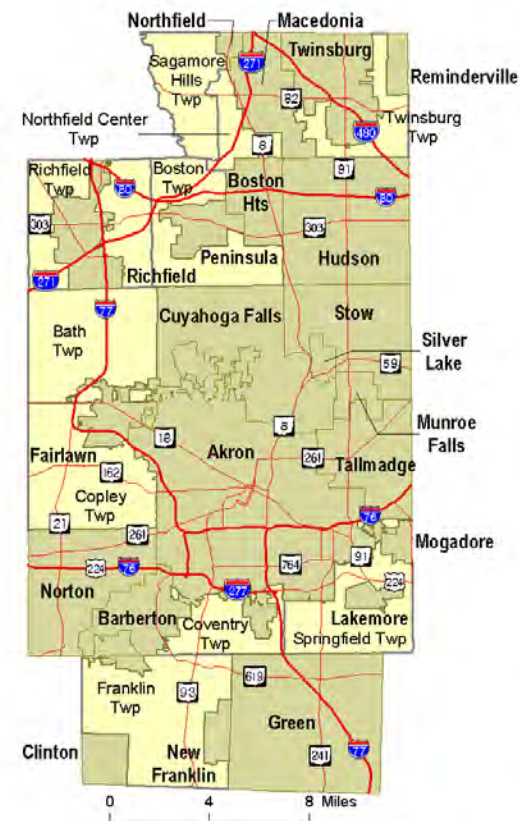 Northfield
Macedonia
Twinsburg
271
Sagamore
Hills
Twp
Reminderville
82
Northfield Center
Twp
Twinsburg
Twp
480
8
Richfield
Twp
Boston
Twp
91
80
Boston
Hts
80
303
303
Peninsula
Hudson
271
Richfield
77
Cuyahoga Falls
Stow
Bath
Twp
Silver
Lake
59
8
Munroe
Falls
18
Akron
Fairlawn
261
Tallmadge
162
Copley
Twp
21
76
261
Mogadore
91
224
76
764
224
277
Norton
Barberton
Coventry
Twp
Lakemore
Springfield Twp
619
Franklin
Twp
93
Green
Clinton
New
Franklin
241
77
0 4 8 Miles